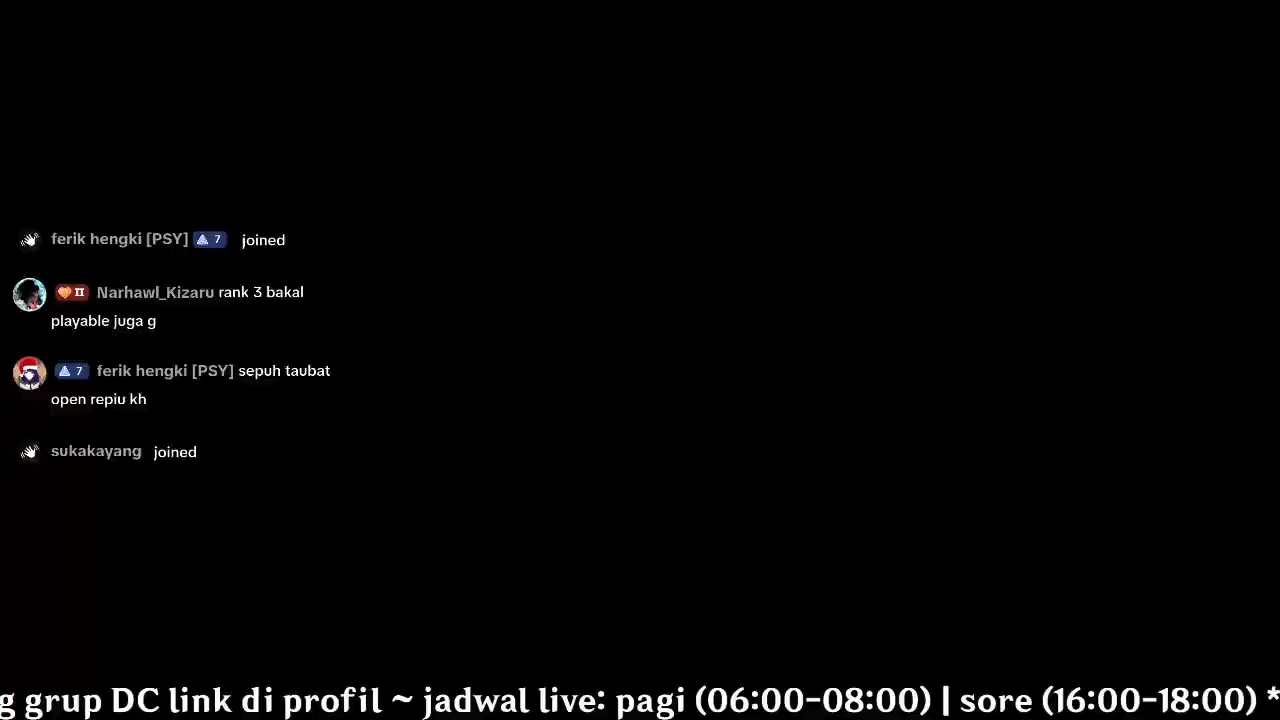 ferik hengki [PSY] 7 joined
II Narhawl_Kizaru rank 3 bakal
playable juga g
7 ferik hengki [PSY] sepuh taubat
open repiu kh
sukakayang joined
g grup DC link di profil ~ jadwal live: pagi (06:00-08:00) | sore (16:00-18:00) *